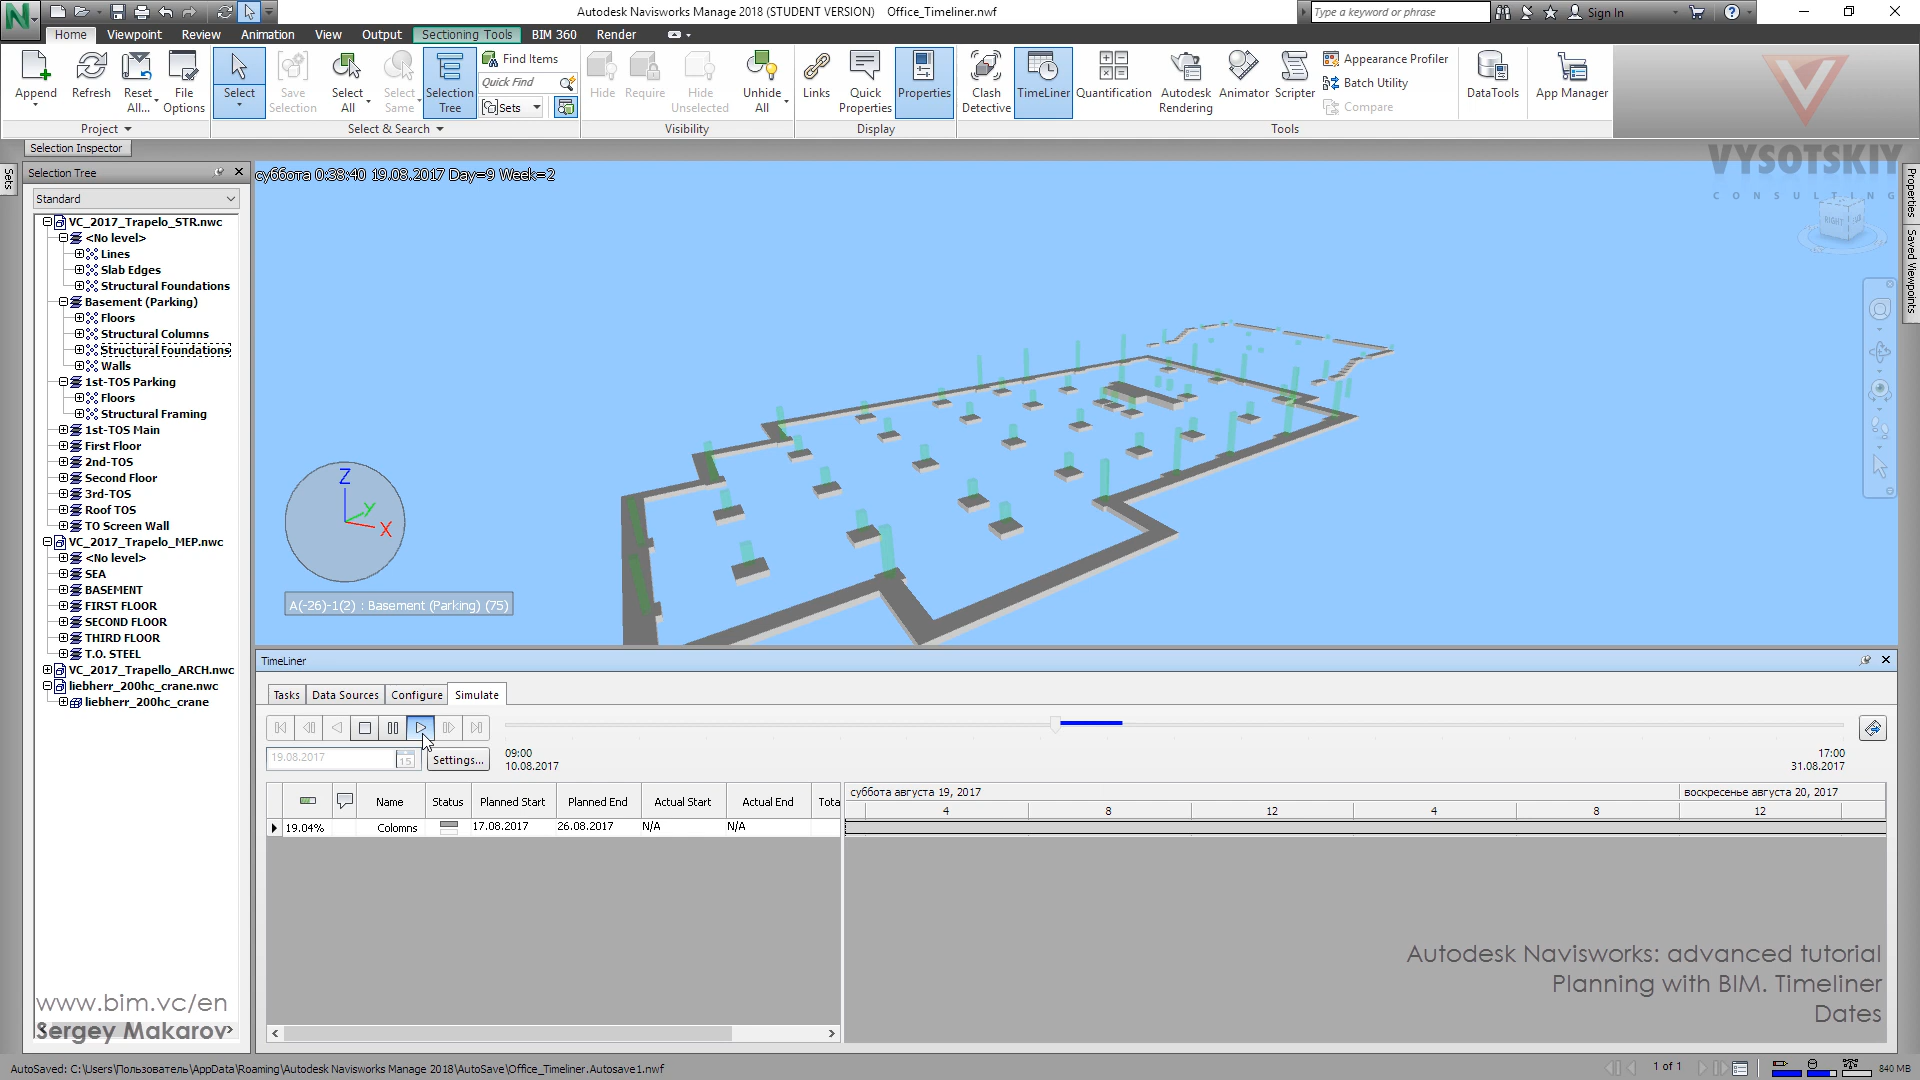 Autodesk Navisworks Manage 2018 (STUDENT VERSION) Office_Timeliner.nwf
Type a keyword or phrase
Sign In
Home Viewpoint Review Animation View Output Sectioning Tools BIM 360 Render
Append
Refresh
Reset All...
File Options
Project
Select
Save Selection
Select All
Select Same
Selection Tree
Find Items
Quick Find
Sets
Select & Search
Hide
Require
Hide Unselected
Unhide All
Visibility
Links
Quick Properties
Properties
Display
Clash Detective
TimeLiner
Quantification
Autodesk Rendering
Animator
Scripter
Appearance Profiler
Batch Utility
Compare
Tools
DataTools
App Manager
VYSOTSKIY
CONSULTING
Selection Inspector
Sets
Selection Tree
Standard
VC_2017_Trapelo_STR.nwc
<No level>
Lines
Slab Edges
Structural Foundations
Basement (Parking)
Floors
Structural Columns
Structural Foundations
Walls
1st-TOS Parking
Floors
Structural Framing
1st-TOS Main
First Floor
2nd-TOS
Second Floor
3rd-TOS
Roof TOS
TO Screen Wall
VC_2017_Trapelo_MEP.nwc
<No level>
SEA
BASEMENT
FIRST FLOOR
SECOND FLOOR
THIRD FLOOR
T.O. STEEL
VC_2017_Trapello_ARCH.nwc
liebherr_200hc_crane.nwc
liebherr_200hc_crane
www.bim.vc/en
Sergey Makarov
суббота 0:38:40 19.08.2017 Day=9 Week=2
RIGHT
Z
Y
X
A(-26)-1(2) : Basement (Parking) (75)
Properties
Saved Viewpoints
TimeLiner
Tasks Data Sources Configure Simulate
19.08.2017
15
Settings...
09:00
10.08.2017
17:00
31.08.2017
Name Status Planned Start Planned End Actual Start Actual End Tota
19.04% Colomns 17.08.2017 26.08.2017 N/A N/A
суббота августа 19, 2017 воскресенье августа 20, 2017
4 8 12 4 8 12
Autodesk Navisworks: advanced tutorial
Planning with BIM. Timeliner
Dates
AutoSaved: C:\Users\Пользователь\AppData\Roaming\Autodesk Navisworks Manage 2018\AutoSave\Office_Timeliner.Autosave1.nwf
1 of 1
840 MB